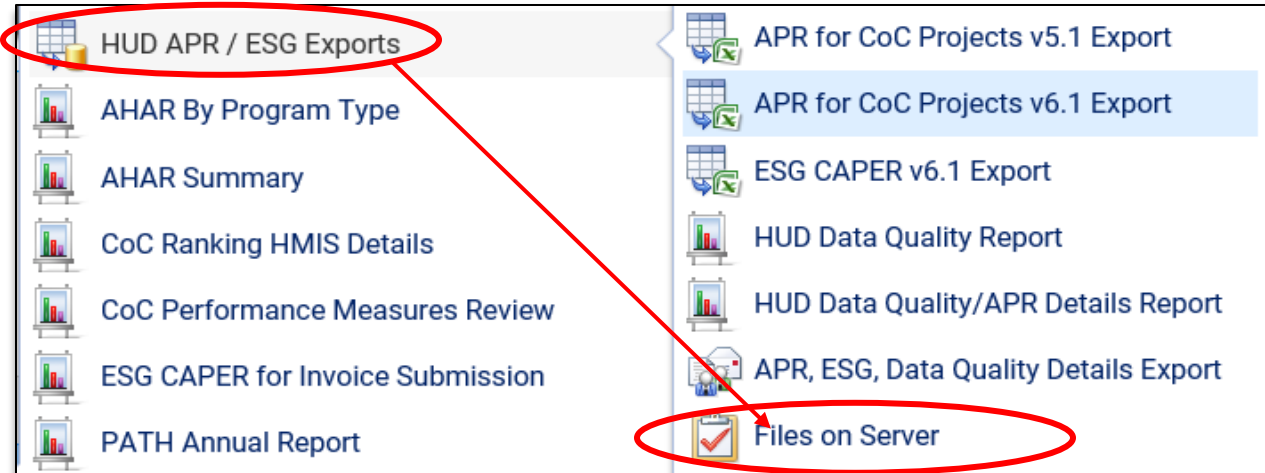 HUD APR / ESG Exports
AHAR By Program Type
AHAR Summary
CoC Ranking HMIS Details
CoC Performance Measures Review
ESG CAPER for Invoice Submission
PATH Annual Report
APR for CoC Projects v5.1 Export
APR for CoC Projects v6.1 Export
ESG CAPER v6.1 Export
HUD Data Quality Report
HUD Data Quality/APR Details Report
APR, ESG, Data Quality Details Export
Files on Server